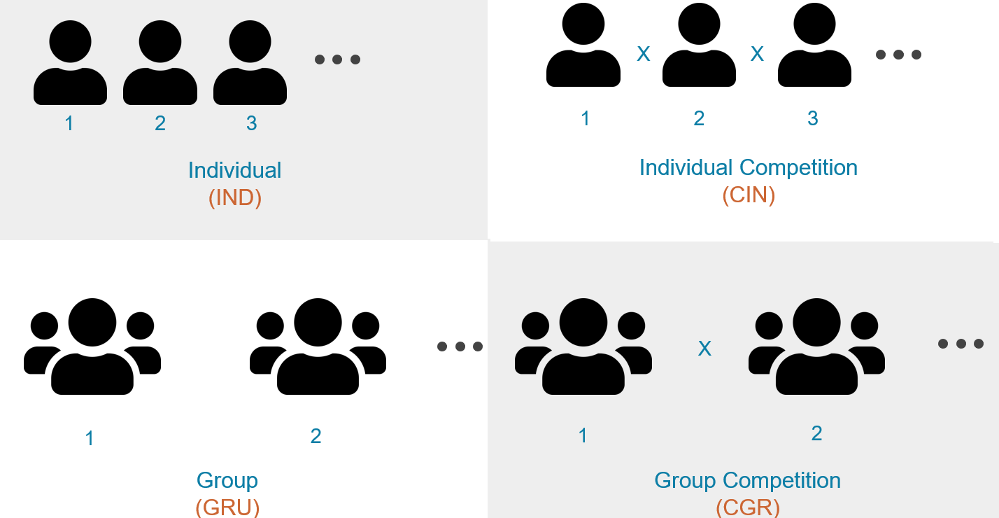 1 2 3
Individual
(IND)
X X
1 2 3
Individual Competition
(CIN)
1 2
Group
(GRU)
X
1 2
Group Competition
(CGR)